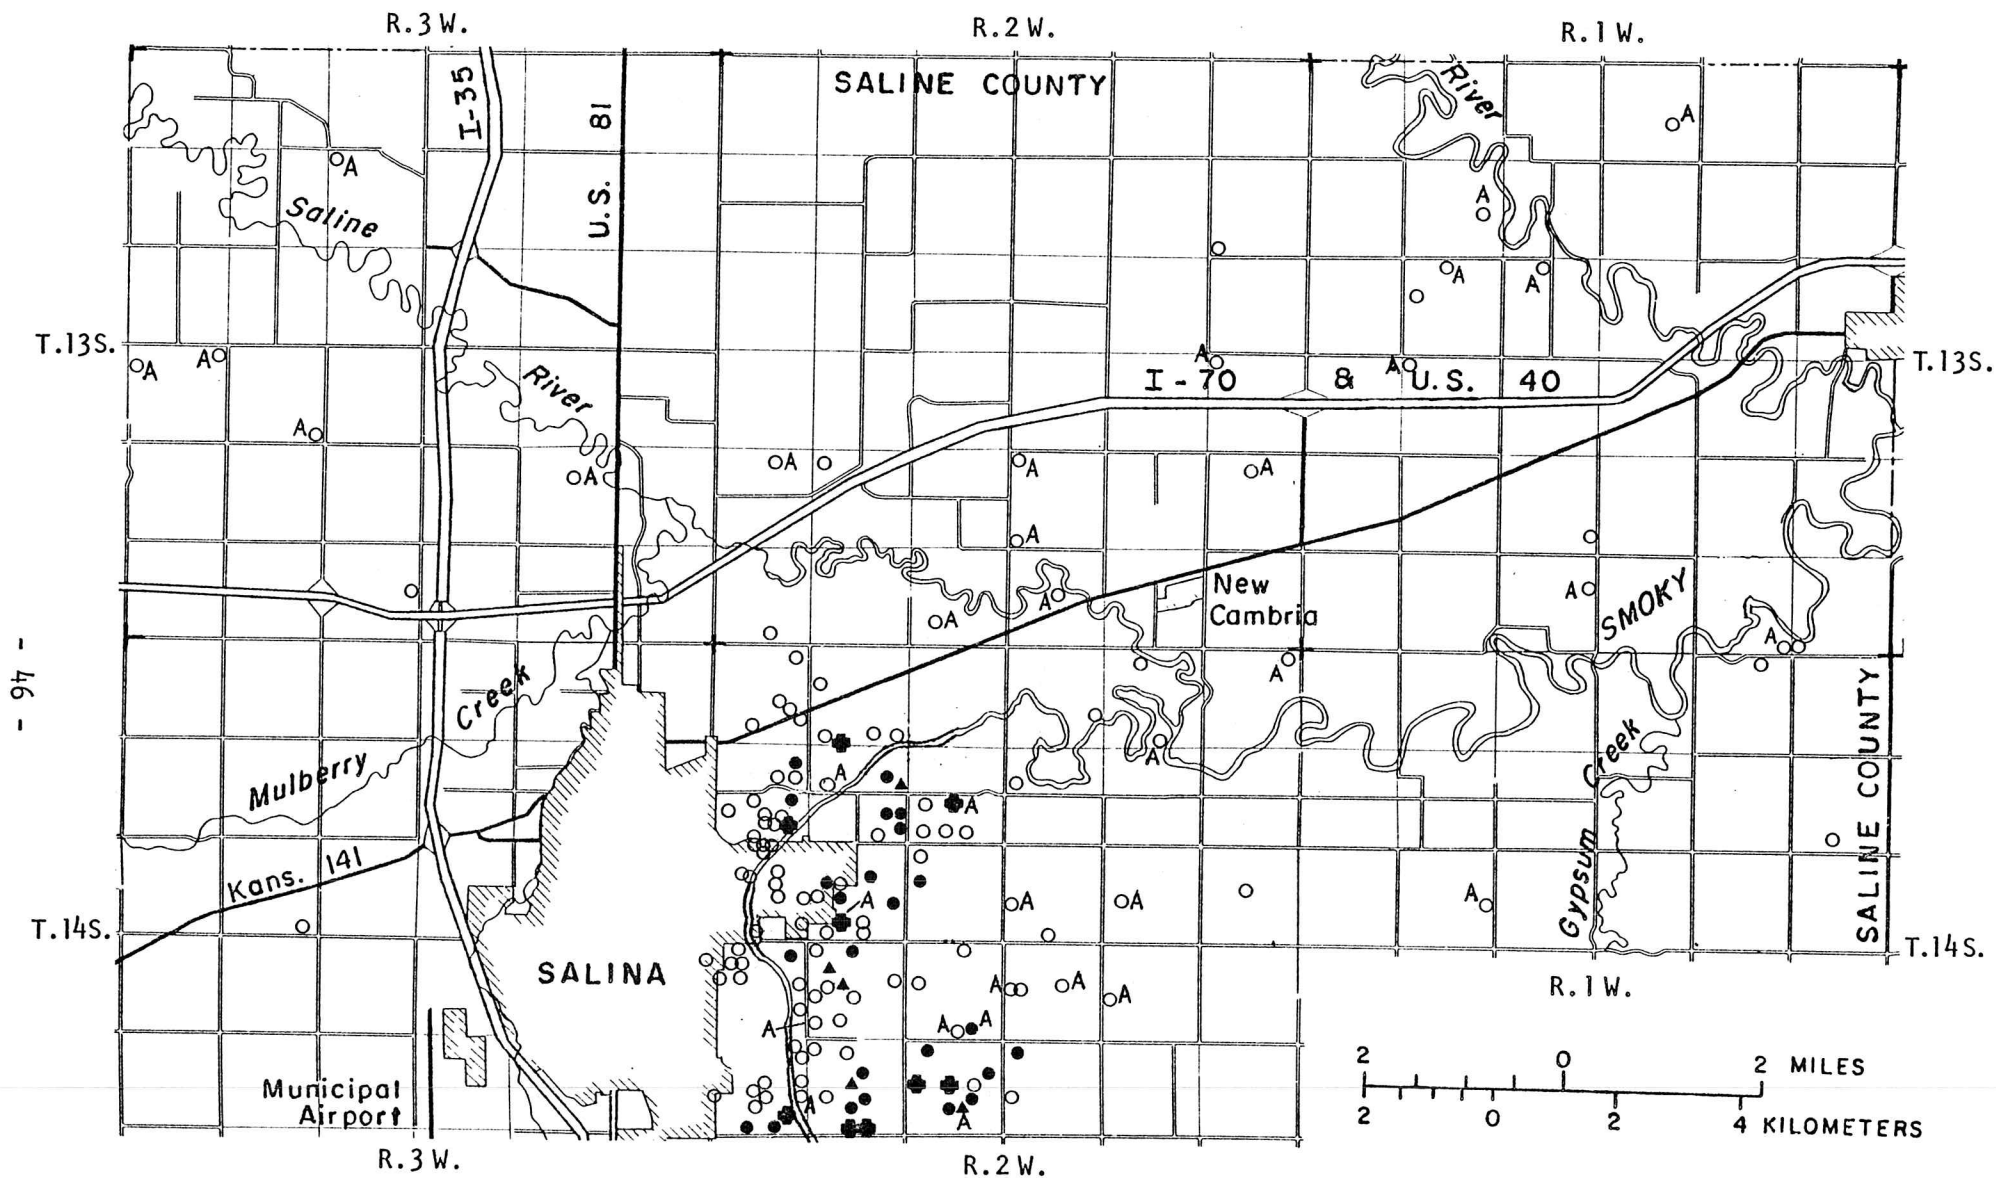 R.3W.
R.2W.
R.1W.
SALINE COUNTY
I-35
U.S. 81
River
A
A
A
Saline
A
A
T.13S.
A
A
River
A
A
I-70 & U.S. 40
A
T.13S.
A
A
A
A
A
A
New
Cambria
A
A
A
SMOKY
A
A
- 46 -
Creek
Mulberry
A
Creek
A
A
Gypsum
SALINE COUNTY
Kans. 141
A
A
A
A
T.14S.
SALINA
T.14S.
A
A
A
R.1W.
A
A
A
Municipal
Airport
A
A
2 0 2 MILES
2 0 2 4 KILOMETERS
R.3W.
R.2W.